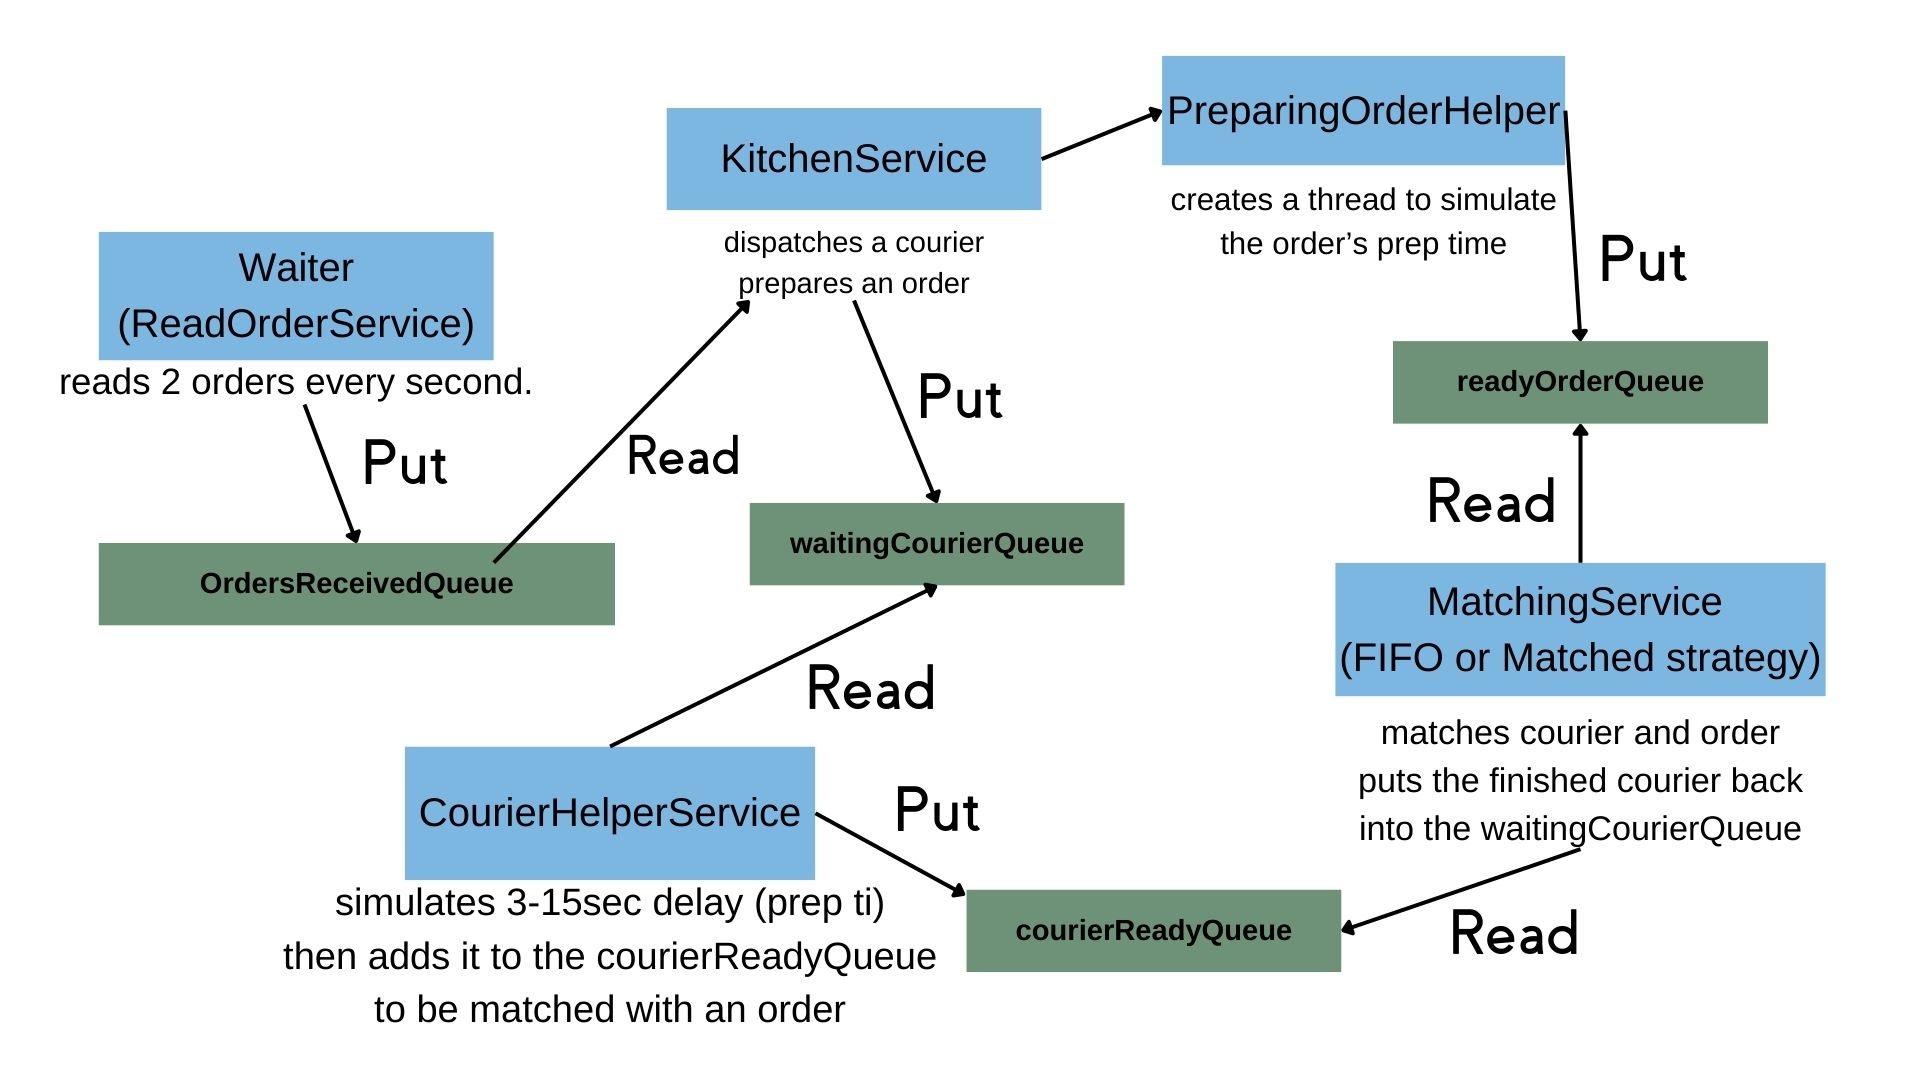 PreparingOrderHelper
creates a thread to simulate
the order’s prep time
Put
KitchenService
dispatches a courier
prepares an order
Put
Waiter
(ReadOrderService)
reads 2 orders every second.
Put
Read
readyOrderQueue
Read
OrdersReceivedQueue
waitingCourierQueue
Read
MatchingService
(FIFO or Matched strategy)
matches courier and order
puts the finished courier back
into the waitingCourierQueue
CourierHelperService
simulates 3-15sec delay (prep ti)
then adds it to the courierReadyQueue
to be matched with an order
Put
courierReadyQueue
Read